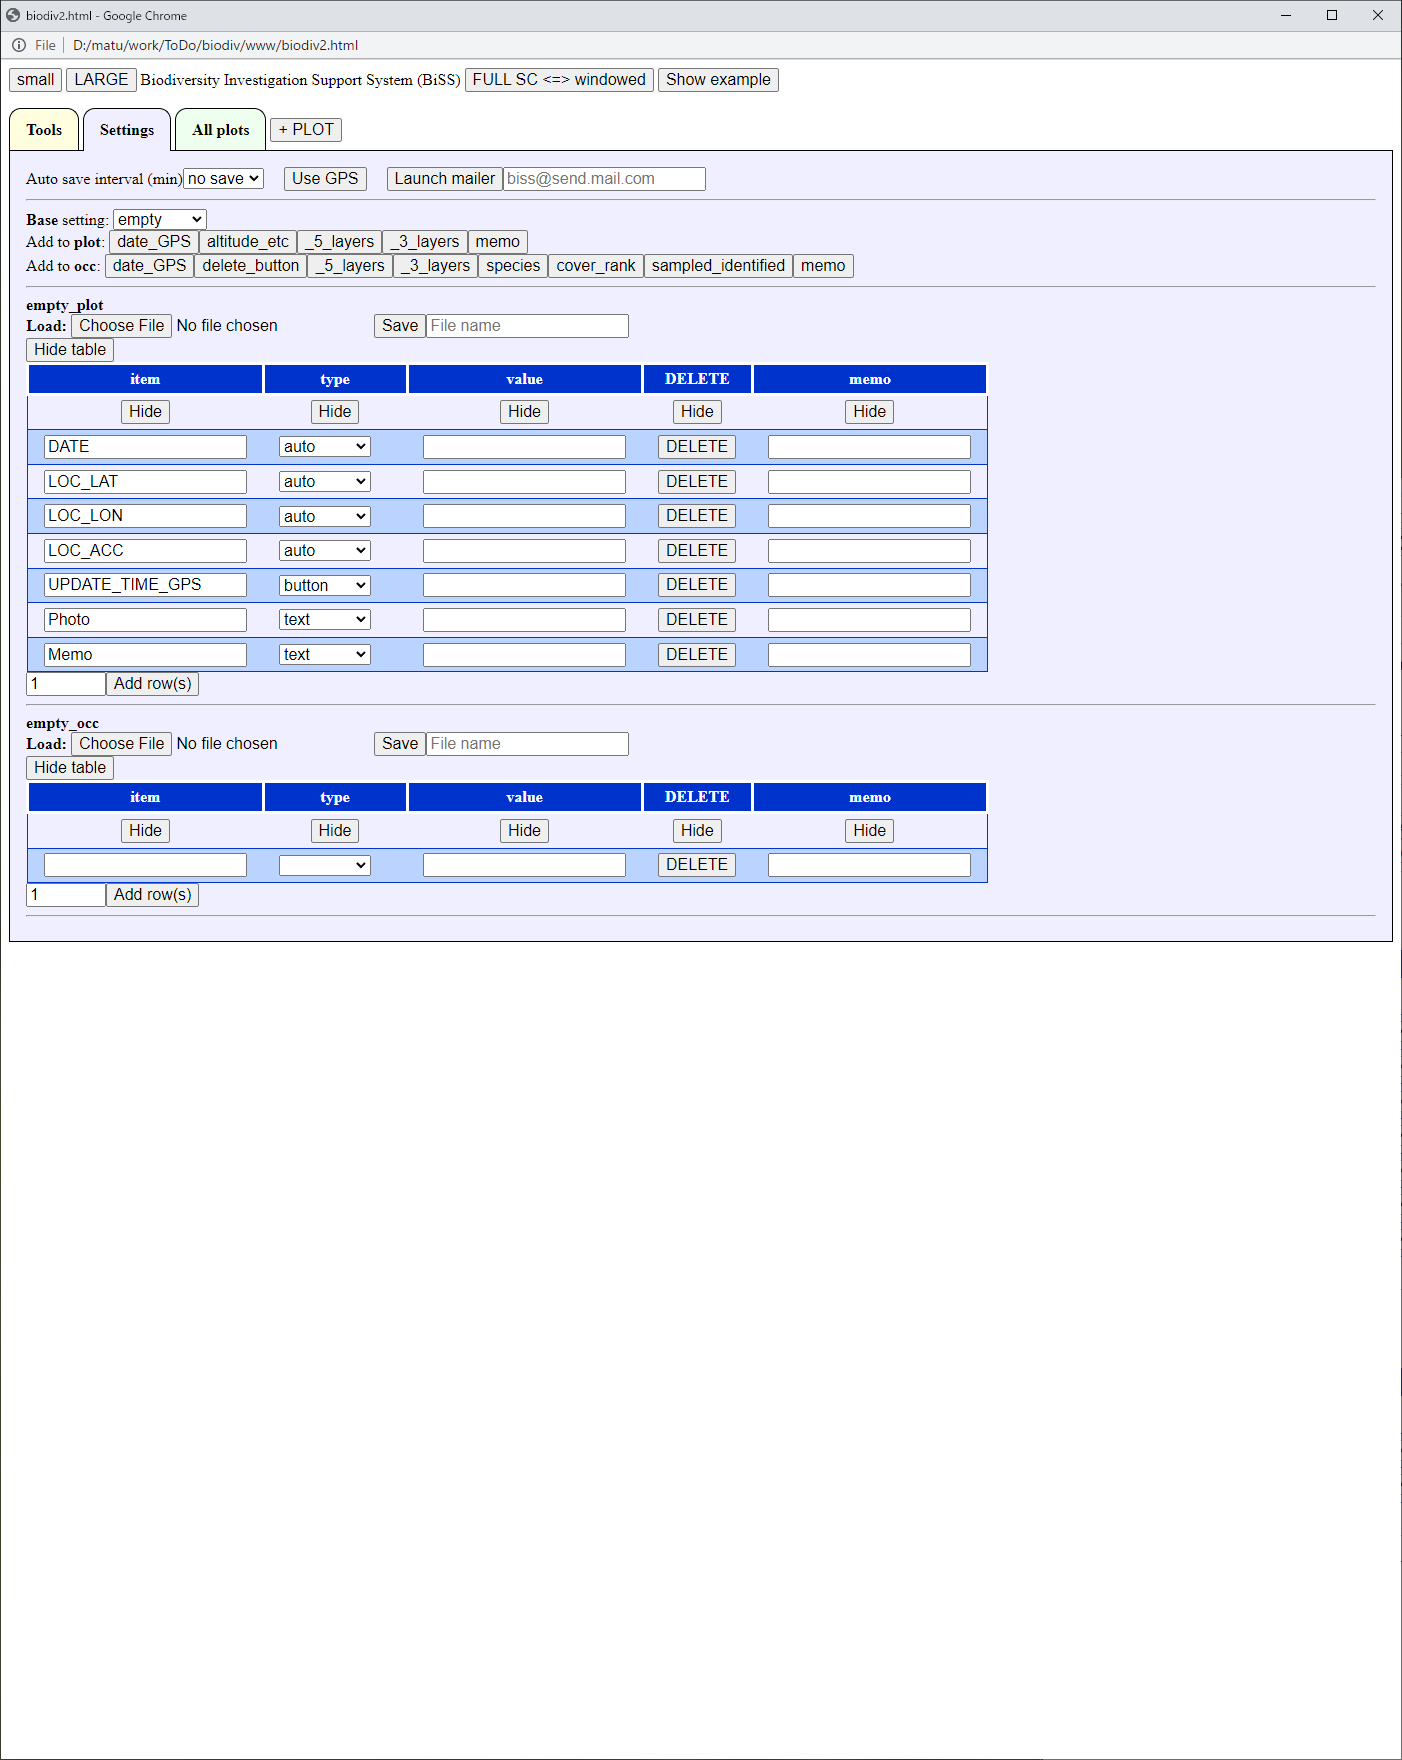 biodiv2.html - Google Chrome
File D:/matu/work/ToDo/biodiv/www/biodiv2.html
small LARGE Biodiversity Investigation Support System (BiSS) FULL SC <=> windowed Show example
Tools Settings All plots + PLOT
Auto save interval (min) no save Use GPS Launch mailer biss@send.mail.com
Base setting: empty
Add to plot: date_GPS altitude_etc _5_layers _3_layers memo
Add to occ: date_GPS delete_button _5_layers _3_layers species cover_rank sampled_identified memo
empty_plot
Load: Choose File No file chosen Save File name
Hide table
item type value DELETE memo
Hide Hide Hide Hide Hide
DATE auto DELETE
LOC_LAT auto DELETE
LOC_LON auto DELETE
LOC_ACC auto DELETE
UPDATE_TIME_GPS button DELETE
Photo text DELETE
Memo text DELETE
1 Add row(s)
empty_occ
Load: Choose File No file chosen Save File name
Hide table
item type value DELETE memo
Hide Hide Hide Hide Hide
DELETE
1 Add row(s)